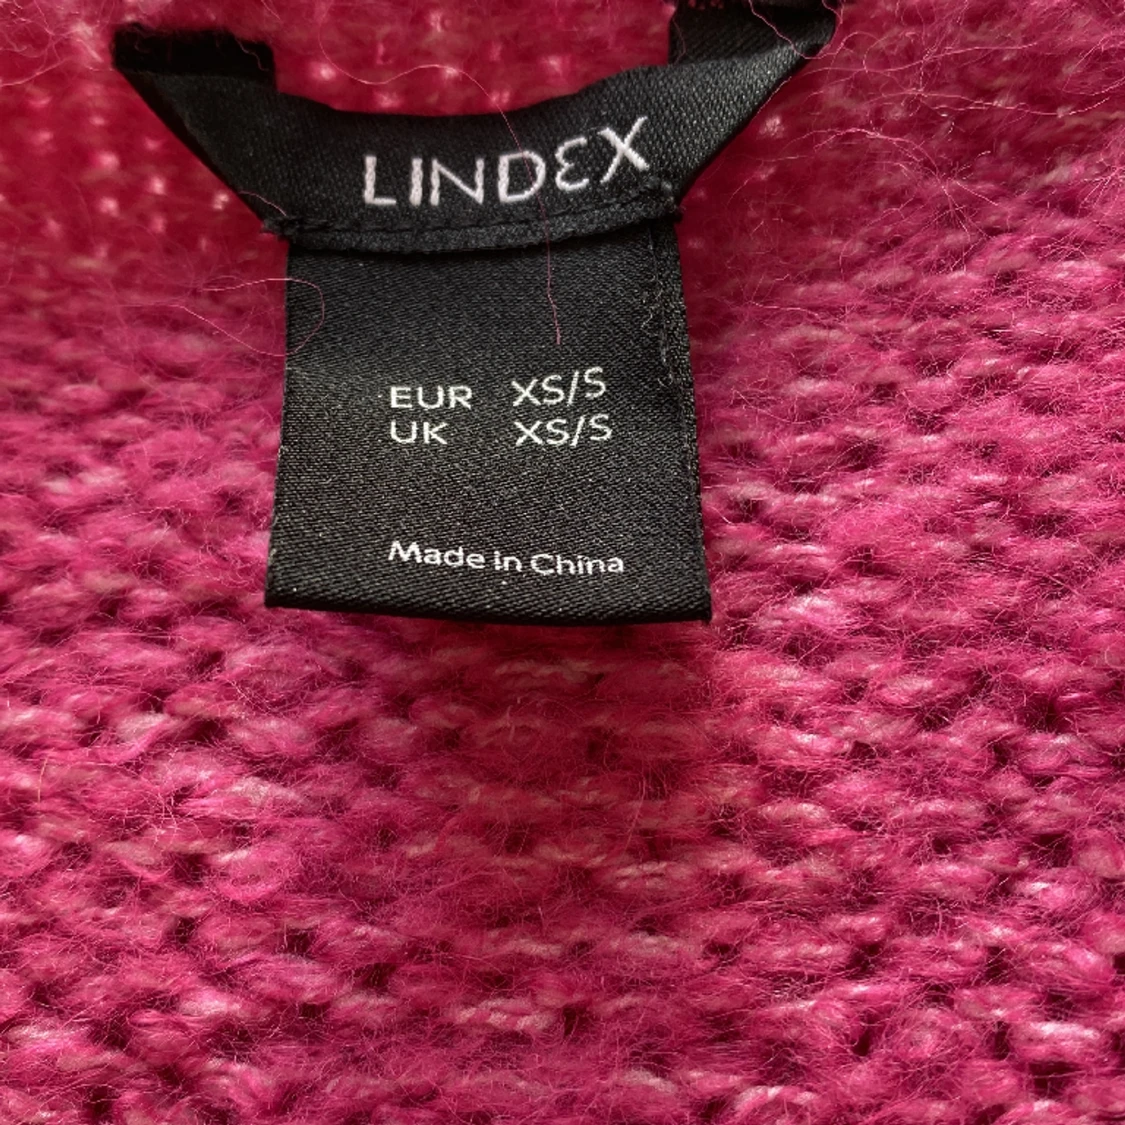 LINDEX
EUR XS/S
UK XS/S
Made in China